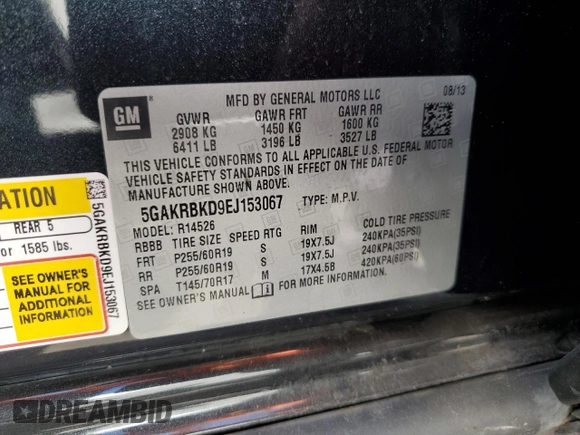 GM
®
MFD BY GENERAL MOTORS LLC
08/13
GVWR GAWR FRT GAWR RR
2908 KG 1450 KG 1600 KG
6411 LB 3196 LB 3527 LB
THIS VEHICLE CONFORMS TO ALL APPLICABLE U.S. FEDERAL MOTOR
VEHICLE SAFETY STANDARDS IN EFFECT ON THE DATE OF
MANUFACTURE SHOWN ABOVE.
5GAKRBKD9EJ153067 TYPE: M.P.V.
MODEL: R14526
RBBB TIRE SIZE SPEED RTG RIM COLD TIRE PRESSURE
FRT P255/60R19 S 19X7.5J 240KPA(35PSI)
RR P255/60R19 S 19X7.5J 240KPA(35PSI)
SPA T145/70R17 M 17X4.5B 420KPA(60PSI)
SEE OWNER'S MANUAL FOR MORE INFORMATION
ATION
REAR 5
or 1585 lbs.
SEE OWNER'S
MANUAL FOR
ADDITIONAL
INFORMATION
5GAKRBKD9EJ153067
DREAMBID